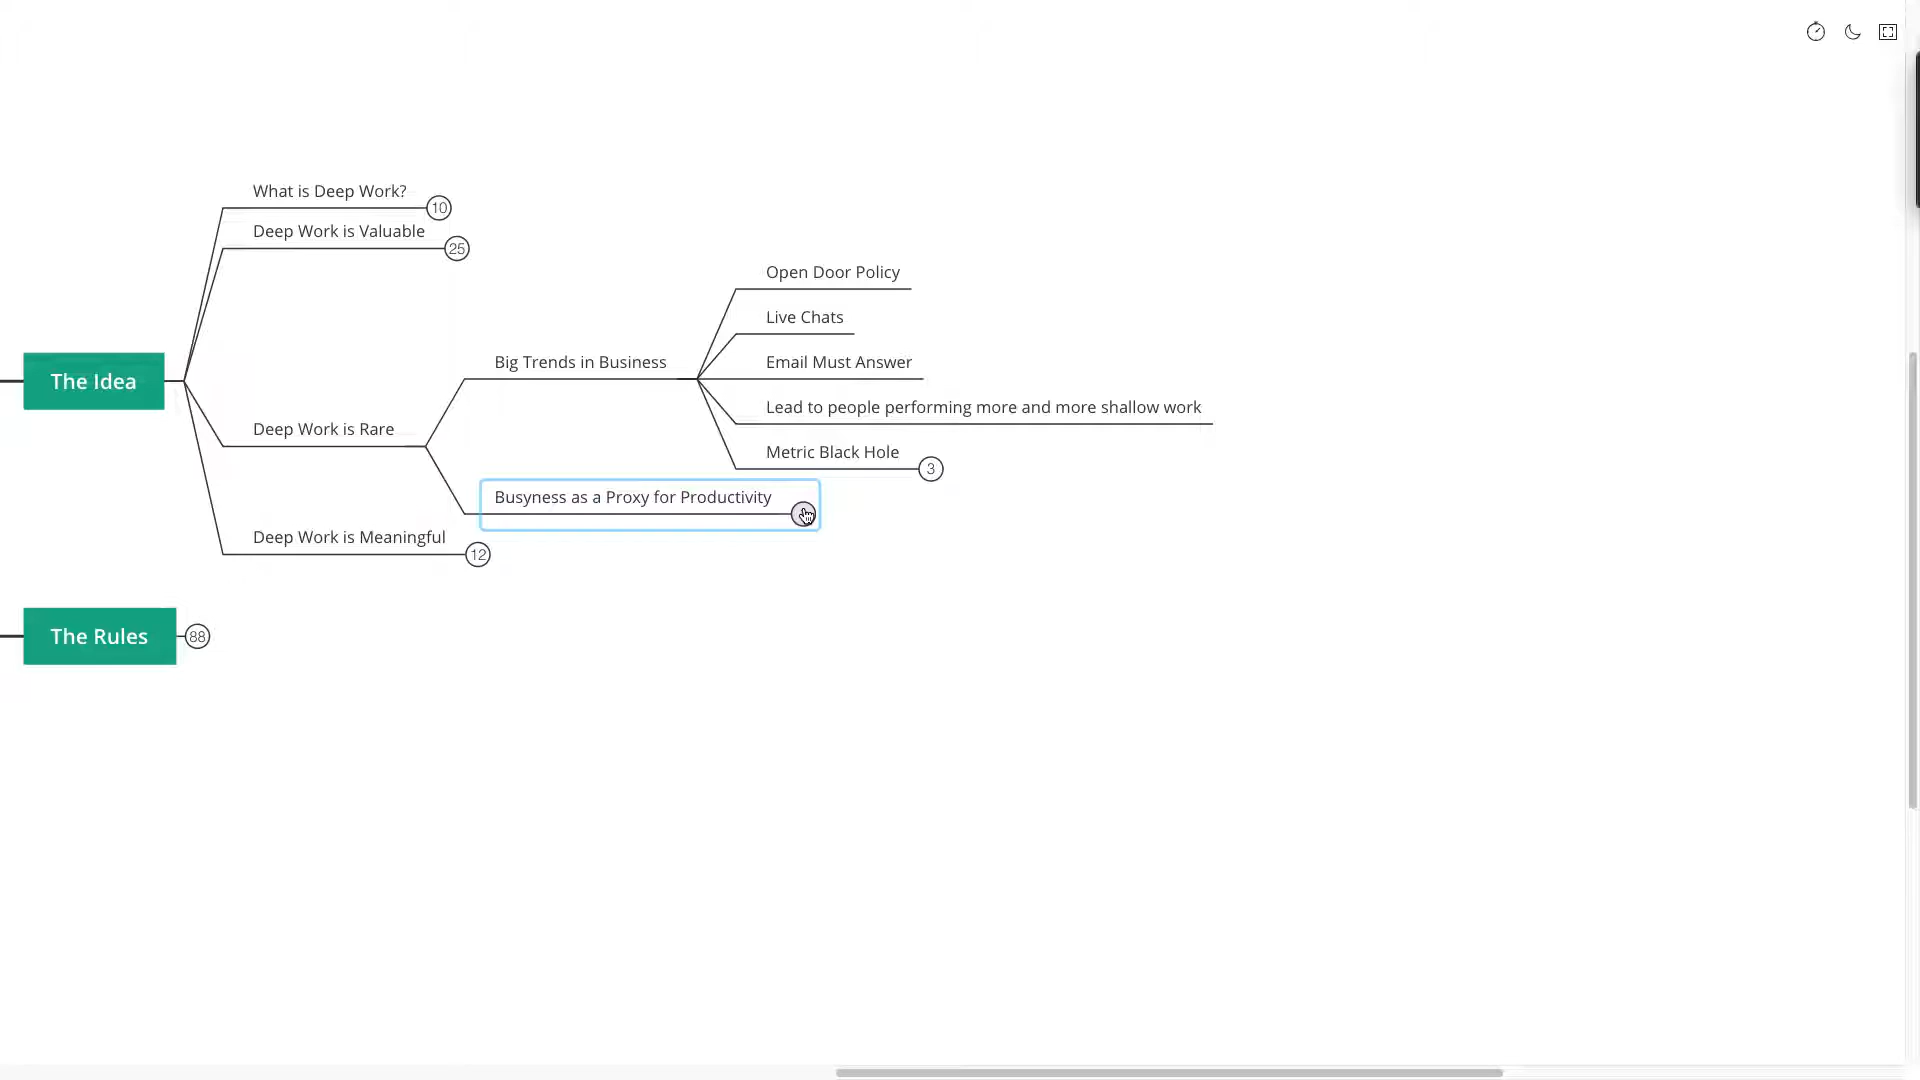 What is Deep Work?
10
Deep Work is Valuable
25
Open Door Policy
Live Chats
Big Trends in Business
Email Must Answer
The Idea
Lead to people performing more and more shallow work
Deep Work is Rare
Metric Black Hole
3
Busyness as a Proxy for Productivity
Deep Work is Meaningful
12
The Rules
88